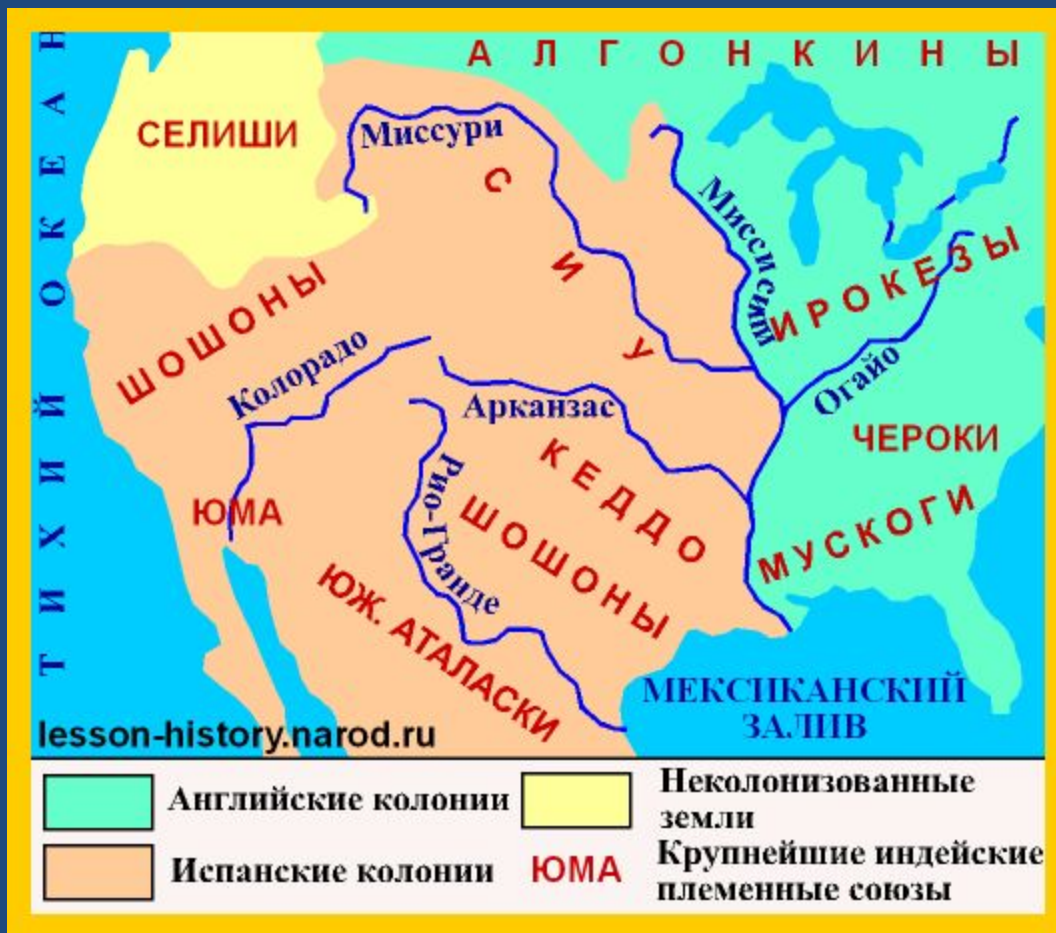 АЛГОНКИНЫ
ТИХИЙ ОКЕАН
СЕЛИШИ
Миссури
СИУ
Миссисипи
ИРОКЕЗЫ
ШОШОНЫ
Колорадо
Огайо
Арканзас
ЧЕРОКИ
КЕДДО
Рио-Гранде
ЮМА
ШОШОНЫ
МУСКОГИ
ЮЖ. АТАЛАСКИ
МЕКСИКАНСКИЙ
ЗАЛИВ
lesson-history.narod.ru
Английские колонии
Неколонизованные
земли
Испанские колонии
ЮМА
Крупнейшие индейские
племенные союзы